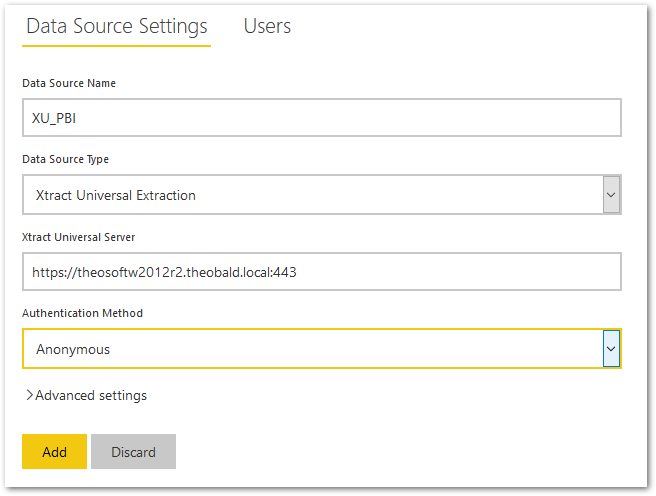 Data Source Settings Users
Data Source Name
XU_PBI
Data Source Type
Xtract Universal Extraction
Xtract Universal Server
https://theosoftw2012r2.theobald.local:443
Authentication Method
Anonymous
Advanced settings
Add Discard